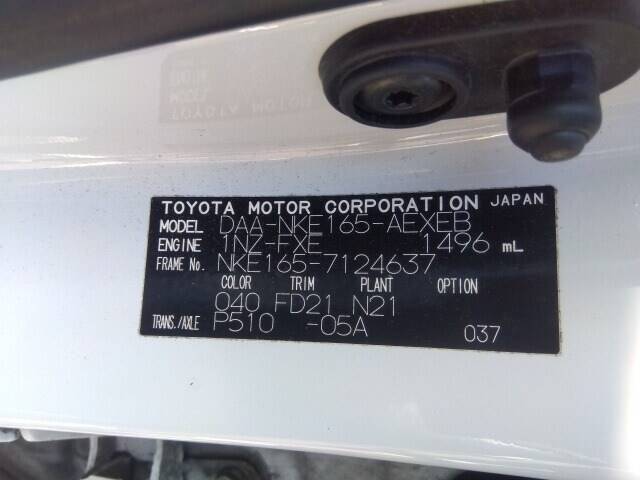 TOYOTA MOTOR CORPORATION JAPAN
MODEL DAA-NKE165-AEXEB
ENGINE 1NZ-FXE 1496 mL
FRAME No. NKE165-7124637
COLOR TRIM PLANT OPTION
040 FD21 N21
TRANS./AXLE P510 -05A 037